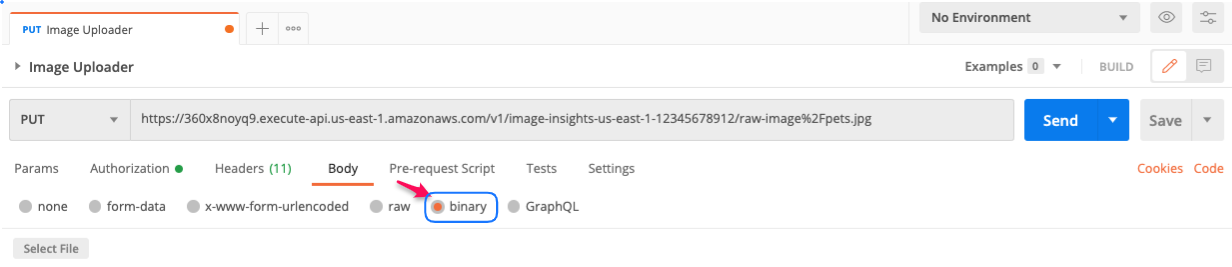 PUT Image Uploader
No Environment
Image Uploader
Examples 0
BUILD
PUT
https://360x8noyq9.execute-api.us-east-1.amazonaws.com/v1/image-insights-us-east-1-12345678912/raw-image%2Fpets.jpg
Send
Save
Params Authorization Headers (11) Body Pre-request Script Tests Settings Cookies Code
none form-data x-www-form-urlencoded raw binary GraphQL
Select File